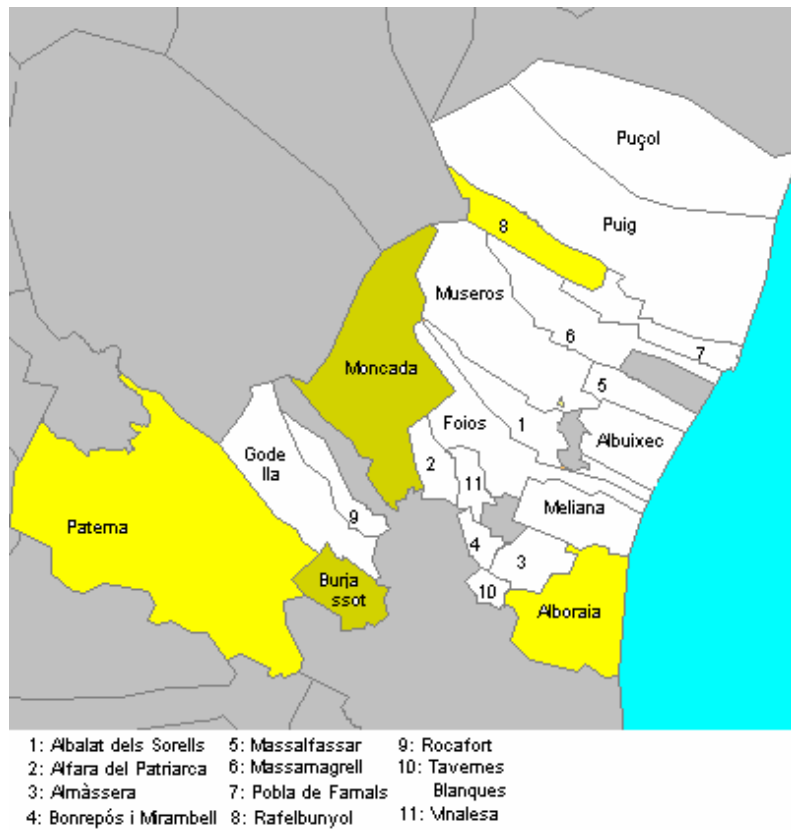 Puçol
Puig
8
Museros
Moncada
6
7
5
Foios
1
Albuixec
Gode
lla
2
11
Meliana
9
Paterna
4
3
Burja
ssot
10
Alboraia
1: Albalat dels Sorells
2: Alfara del Patriarca
3: Almàssera
4: Bonrepós i Mirambell
5: Massalfassar
6: Massamagrell
7: Pobla de Farnals
8: Rafelbunyol
9: Rocafort
10: Tavernes
Blanques
11: Vinalesa